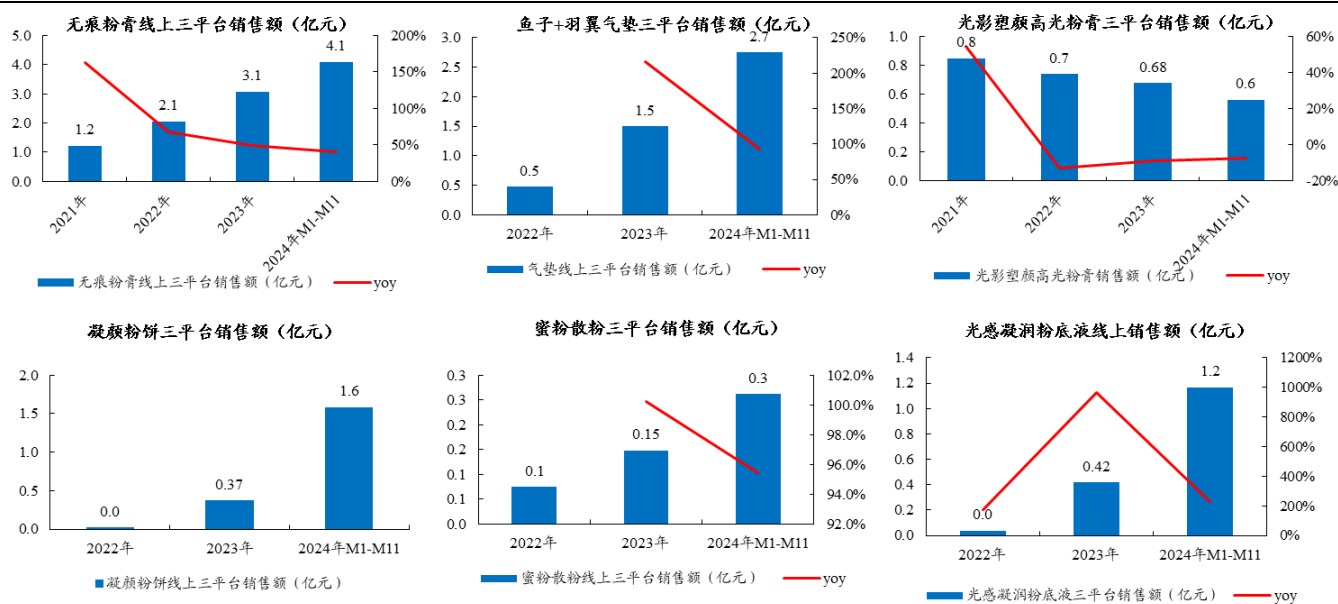 无痕粉膏线上三平台销售额（亿元）
5.0
4.0
3.0
2.0
1.0
0.0
200%
150%
100%
50%
0%
1.2
2.1
3.1
4.1
2021年
2022年
2023年
2024年M1-M11
无痕粉膏线上三平台销售额（亿元）
yoy
鱼子+羽翼气垫三平台销售额（亿元）
3.0
2.5
2.0
1.5
1.0
0.5
0.0
250%
200%
150%
100%
50%
0%
0.5
1.5
2.7
2022年
2023年
2024年M1-M11
气垫线上三平台销售额（亿元）
yoy
光影塑颜高光粉膏三平台销售额（亿元）
1.0
0.8
0.6
0.4
0.2
0.0
60%
40%
20%
0%
-20%
0.8
0.7
0.68
0.6
2021年
2022年
2023年
2024年M1-M11
光影塑颜高光粉膏销售额（亿元）
yoy
凝颜粉饼三平台销售额（亿元）
2.0
1.5
1.0
0.5
0.0
0.0
0.37
1.6
2022年
2023年
2024年M1-M11
凝颜粉饼线上三平台销售额（亿元）
蜜粉散粉三平台销售额（亿元）
0.3
0.3
0.2
0.2
0.1
0.1
0.0
102.0%
100.0%
98.0%
96.0%
94.0%
92.0%
0.1
0.15
0.3
2022年
2023年
2024年M1-M11
蜜粉散粉线上三平台销售额（亿元）
yoy
光感凝润粉底液线上销售额（亿元）
1.4
1.2
1.0
0.8
0.6
0.4
0.2
0.0
1200%
1000%
800%
600%
400%
200%
0%
0.0
0.42
1.2
2022年
2023年
2024年M1-M11
光感凝润粉底液三平台销售额（亿元）
yoy